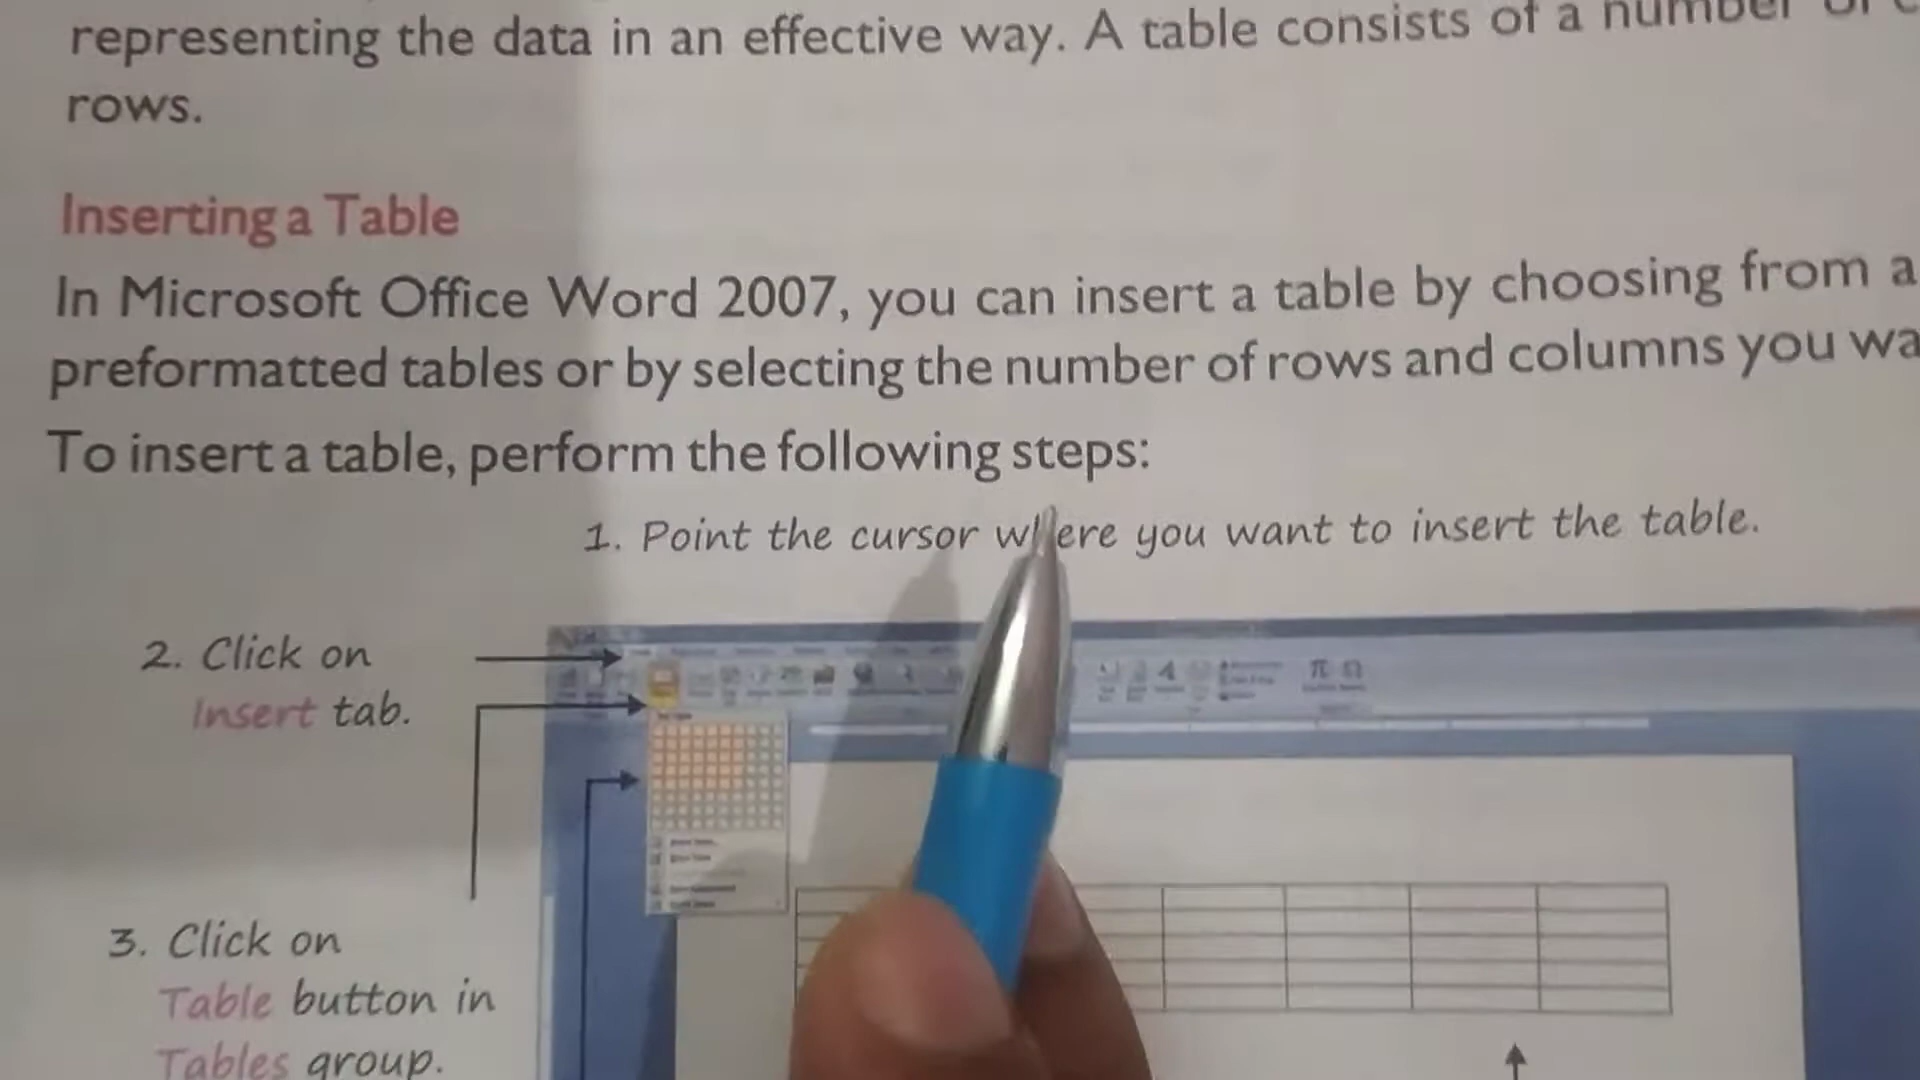 representing the data in an effective way. A table consists of a number of
rows.
Inserting a Table
In Microsoft Office Word 2007, you can insert a table by choosing from a
preformatted tables or by selecting the number of rows and columns you
To insert a table, perform the following steps:
1. Point the cursor where you want to insert the table.
2. Click on
Insert tab.
3. Click on
Table button in
Tables group.